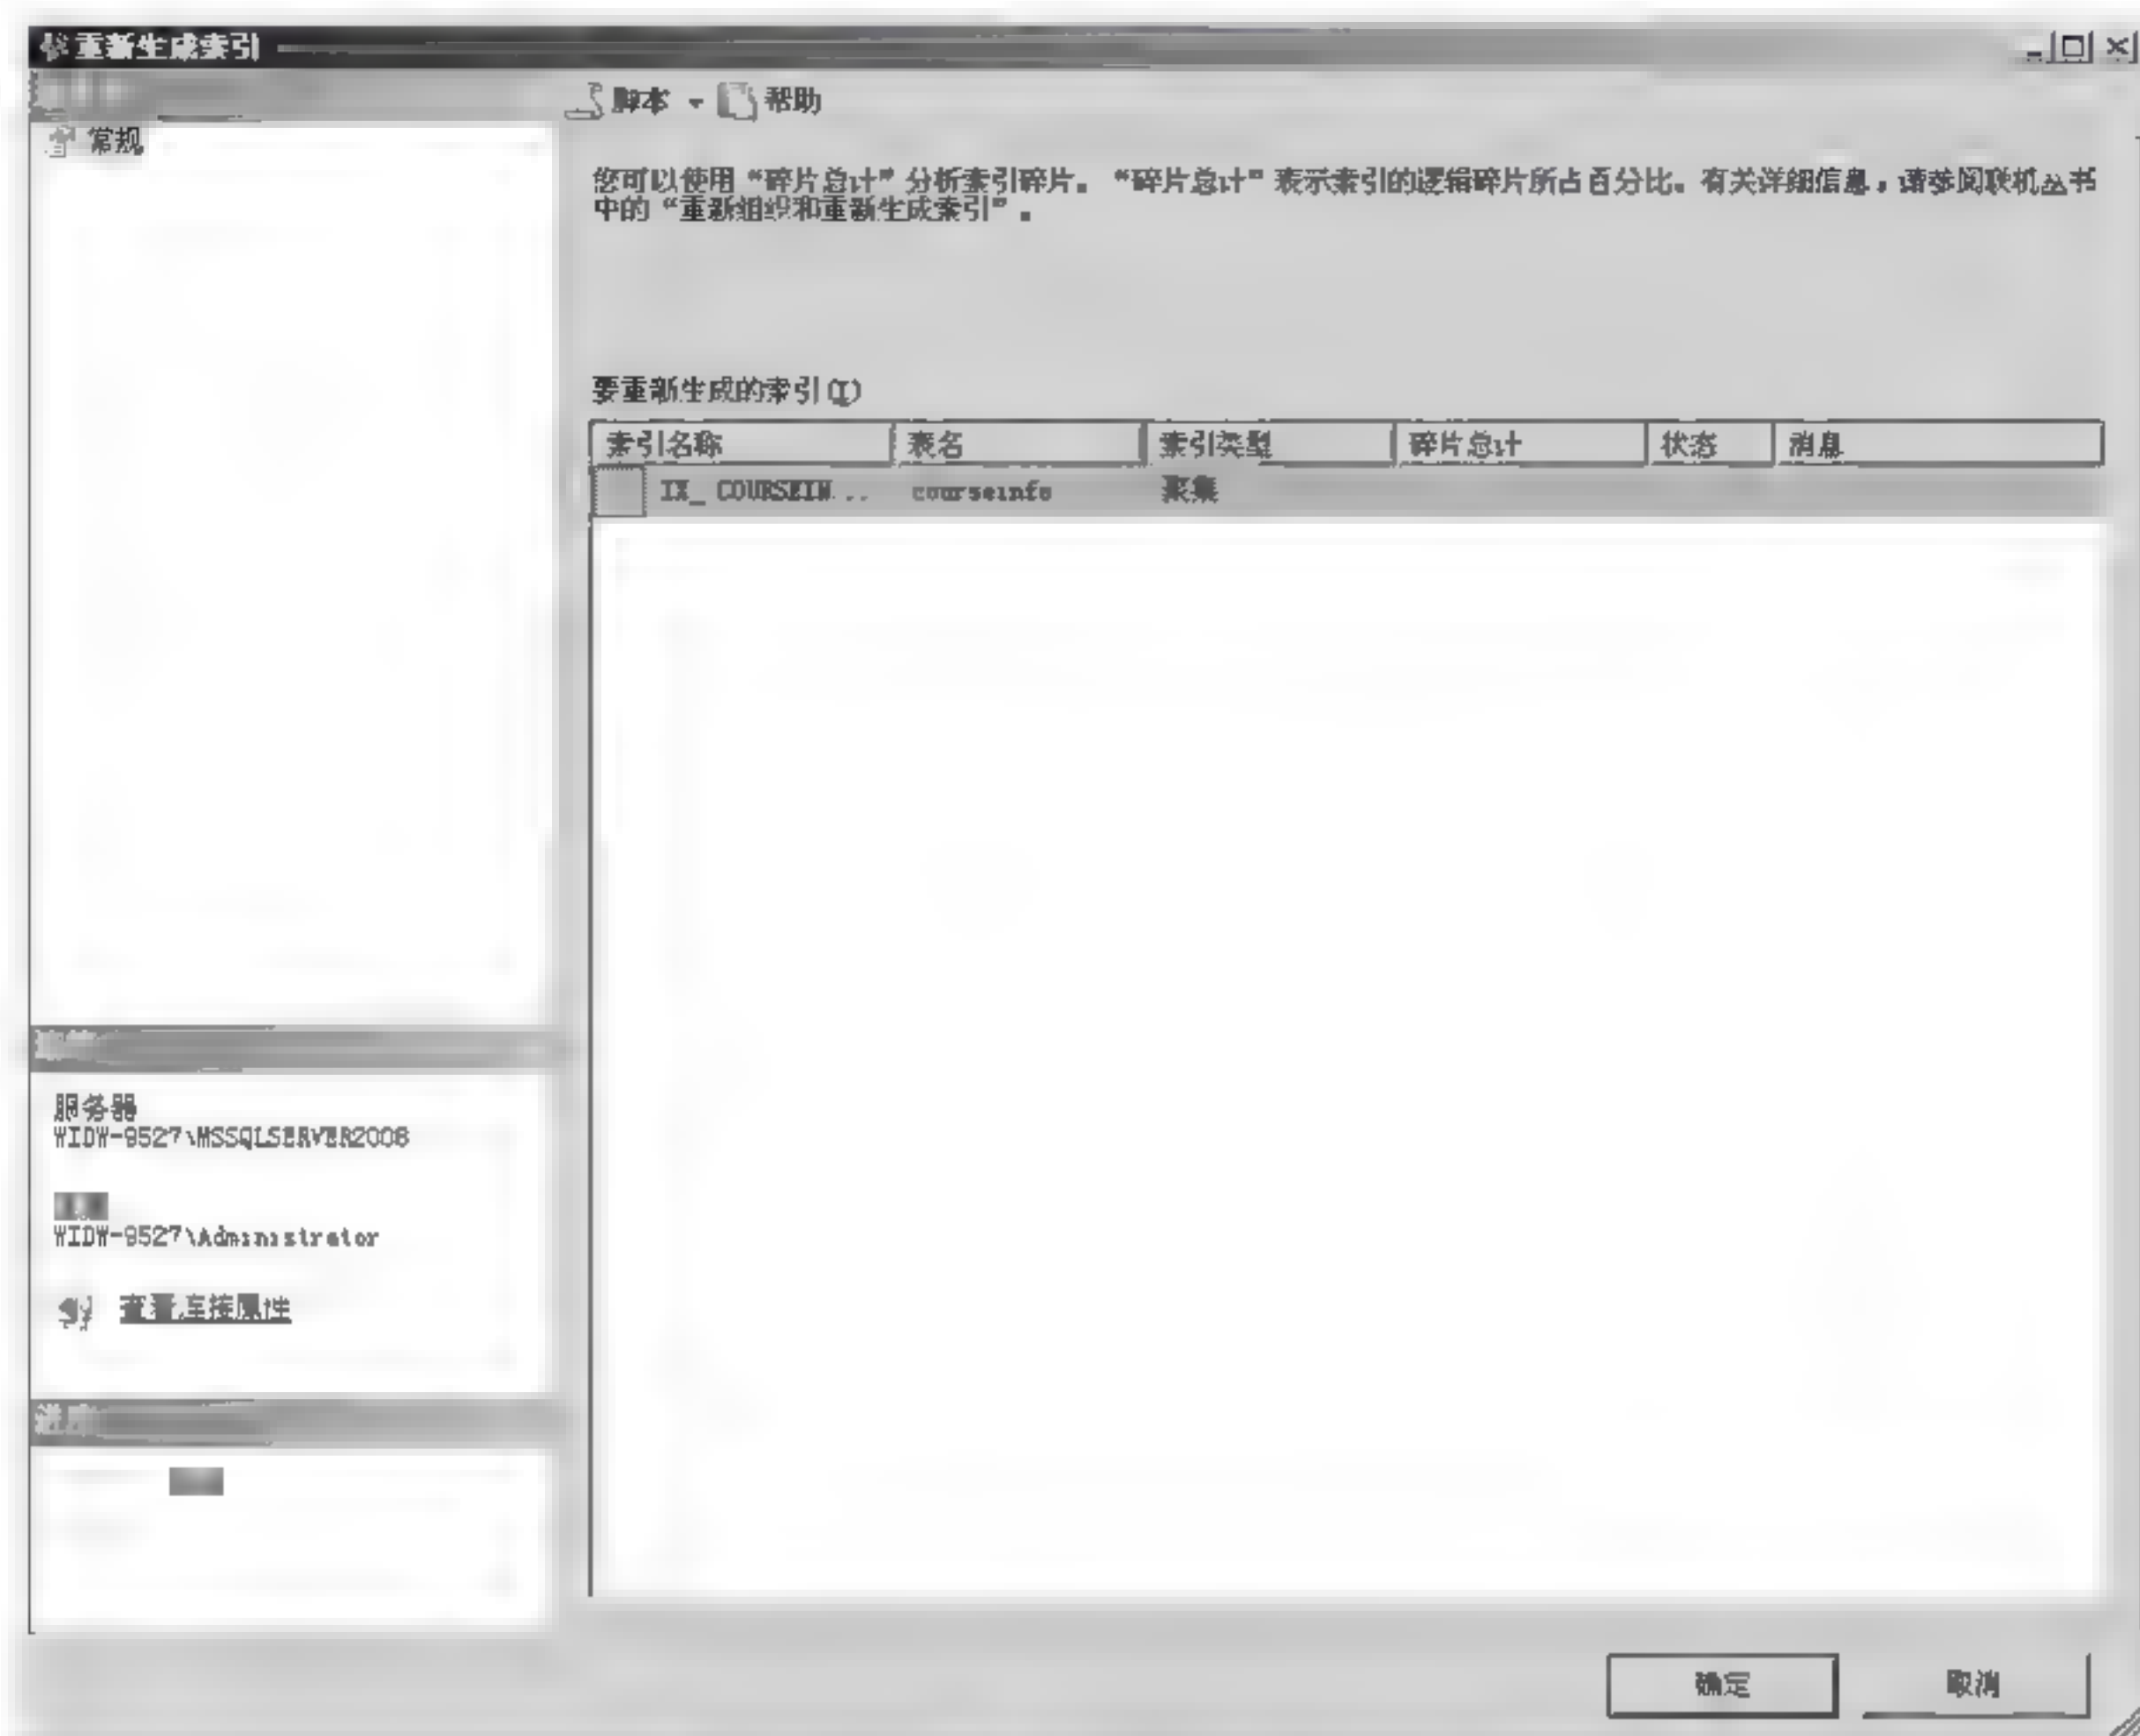 重新生成索引
脚本 帮助
常规
您可以使用“碎片总计”分析索引碎片。“碎片总计”表示索引的逻辑碎片所占百分比。有关详细信息，请参阅联机丛书
中的“重新组织和重新生成索引”。
要重新生成的索引(I)
索引名称 表名 索引类型 碎片总计 状态 消息
IX_COURSEIN... courseinfo 聚集
服务器
WIDW-9527\MSSQLSERVER2008
WIDW-9527\Administrator
查看连接属性
进度
确定 取消